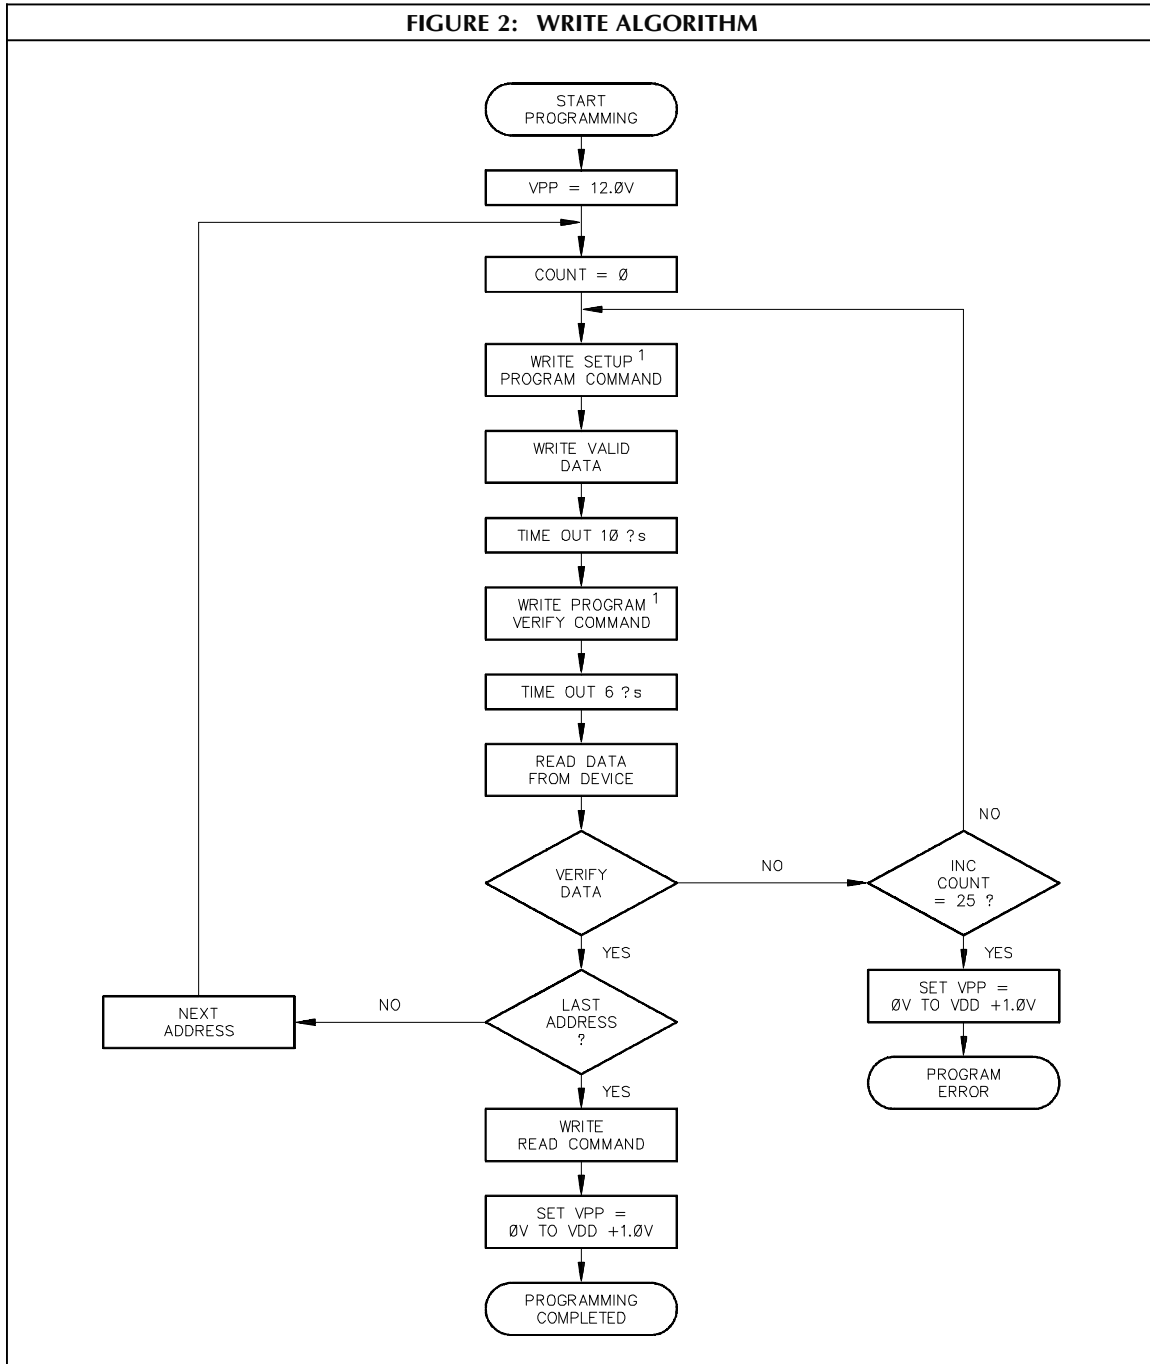 FIGURE 2: WRITE ALGORITHM
START
PROGRAMMING
VPP = 12.ØV
COUNT = Ø
WRITE SETUP 1
PROGRAM COMMAND
WRITE VALID
DATA
TIME OUT 1Ø ?s
WRITE PROGRAM 1
VERIFY COMMAND
TIME OUT 6 ?s
READ DATA
FROM DEVICE
VERIFY
DATA
NO
INC
COUNT
= 25 ?
NO
YES
SET VPP =
ØV TO VDD +1.ØV
PROGRAM
ERROR
YES
LAST
ADDRESS
?
NO
NEXT
ADDRESS
YES
WRITE
READ COMMAND
SET VPP =
ØV TO VDD +1.ØV
PROGRAMMING
COMPLETED